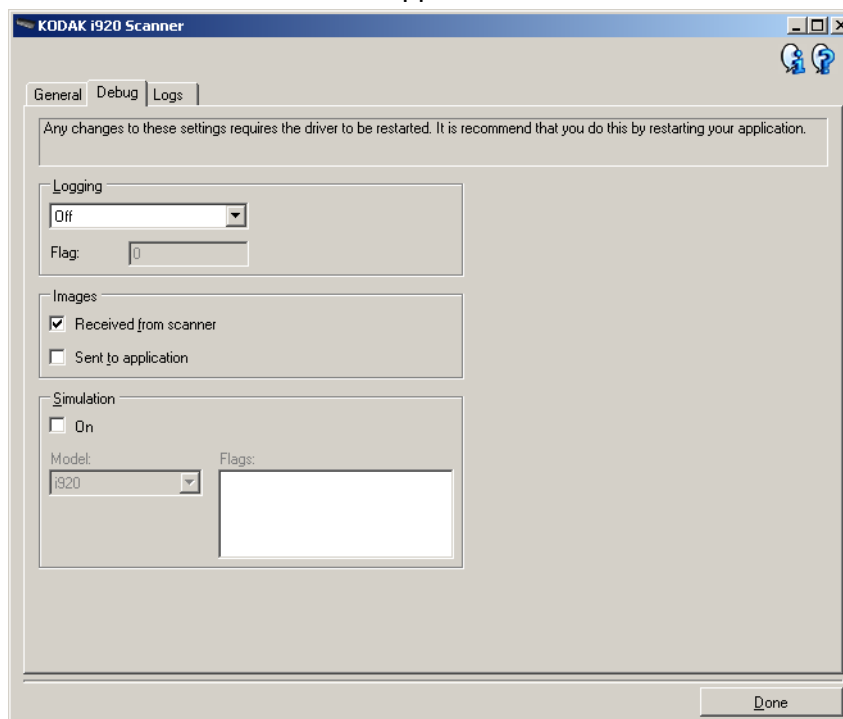 KODAK i920 Scanner
General Debug Logs
Any changes to these settings requires the driver to be restarted. It is recommend that you do this by restarting your application.
Logging
Off
Flag: 0
Images
Received from scanner
Sent to application
Simulation
On
Model: Flags:
i920
Done